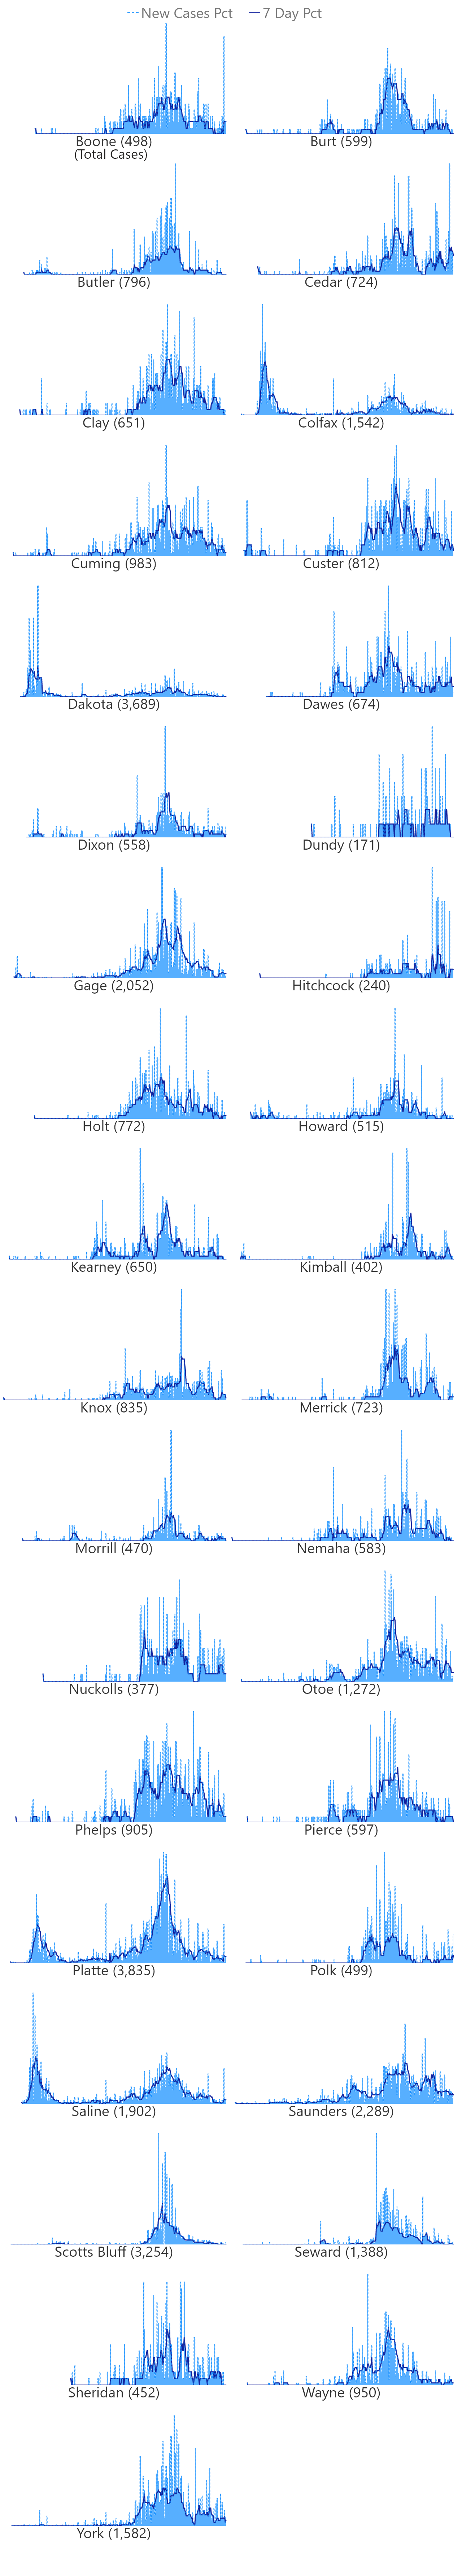 New Cases Pct 7 Day Pct
Boone (498) Burt (599)
(Total Cases)
Butler (796) Cedar (724)
Clay (651) Colfax (1,542)
Cuming (983) Custer (812)
Dakota (3,689) Dawes (674)
Dixon (558) Dundy (171)
Gage (2,052) Hitchcock (240)
Holt (772) Howard (515)
Kearney (650) Kimball (402)
Knox (835) Merrick (723)
Morrill (470) Nemaha (583)
Nuckolls (377) Otoe (1,272)
Phelps (905) Pierce (597)
Platte (3,835) Polk (499)
Saline (1,902) Saunders (2,289)
Scotts Bluff (3,254) Seward (1,388)
Sheridan (452) Wayne (950)
York (1,582)